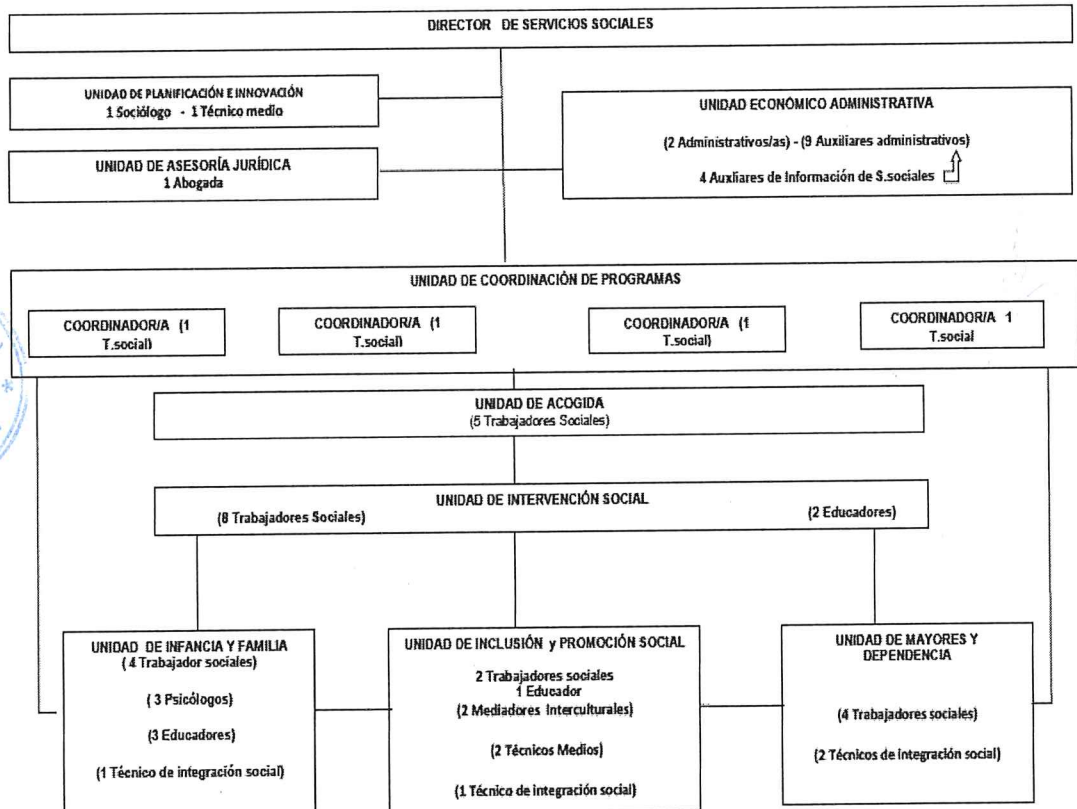 DIRECTOR DE SERVICIOS SOCIALES
UNIDAD DE PLANIFICACIÓN E INNOVACIÓN
1 Sociólogo - 1 Técnico medio
UNIDAD DE ASESORÍA JURÍDICA
1 Abogada
UNIDAD ECONÓMICO ADMINISTRATIVA
(2 Administrativos/as) - (9 Auxiliares administrativos)
4 Auxliares de Información de S.sociales
UNIDAD DE COORDINACIÓN DE PROGRAMAS
COORDINADOR/A (1
T.social)
COORDINADOR/A (1
T.social)
COORDINADOR/A (1
T.social)
COORDINADOR/A 1
T.social
UNIDAD DE ACOGIDA
(5 Trabajadores Sociales)
UNIDAD DE INTERVENCIÓN SOCIAL
(8 Trabajadores Sociales)
(2 Educadores)
UNIDAD DE INFANCIA Y FAMILIA
( 4 Trabajador sociales)
( 3 Psicólogos)
(3 Educadores)
(1 Técnico de integración social)
UNIDAD DE INCLUSIÓN y PROMOCIÓN SOCIAL
2 Trabajadores sociales
1 Educador
(2 Mediadores Interculturales)
(2 Técnicos Medios)
(1 Técnico de integración social)
UNIDAD DE MAYORES Y
DEPENDENCIA
(4 Trabajadores sociales)
(2 Técnicos de integración social)